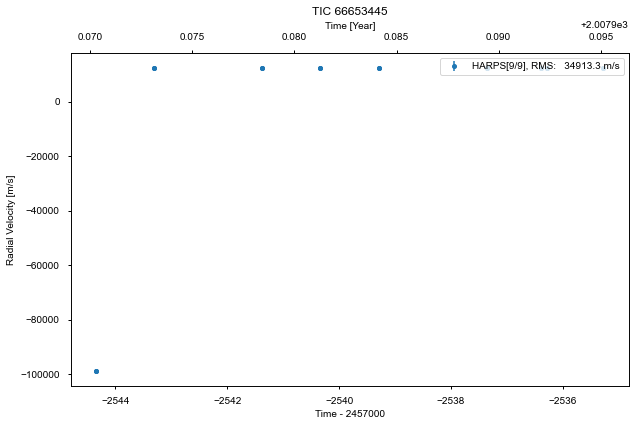 TIC 66653445
Time [Year]
+2.0079e3
0.070 0.075 0.080 0.085 0.090 0.095
HARPS[9/9], RMS: 34913.3 m/s
Radial Velocity [m/s]
0
−20000
−40000
−60000
−80000
−100000
−2544 −2542 −2540 −2538 −2536
Time - 2457000